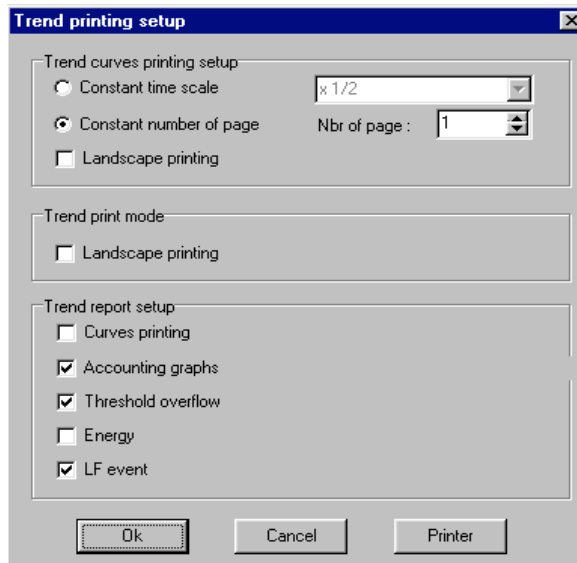 Trend printing setup
Trend curves printing setup
Constant time scale
x 1/2
Constant number of page
Nbr of page :
1
Landscape printing
Trend print mode
Landscape printing
Trend report setup
Curves printing
Accounting graphs
Threshold overflow
Energy
LF event
Ok
Cancel
Printer